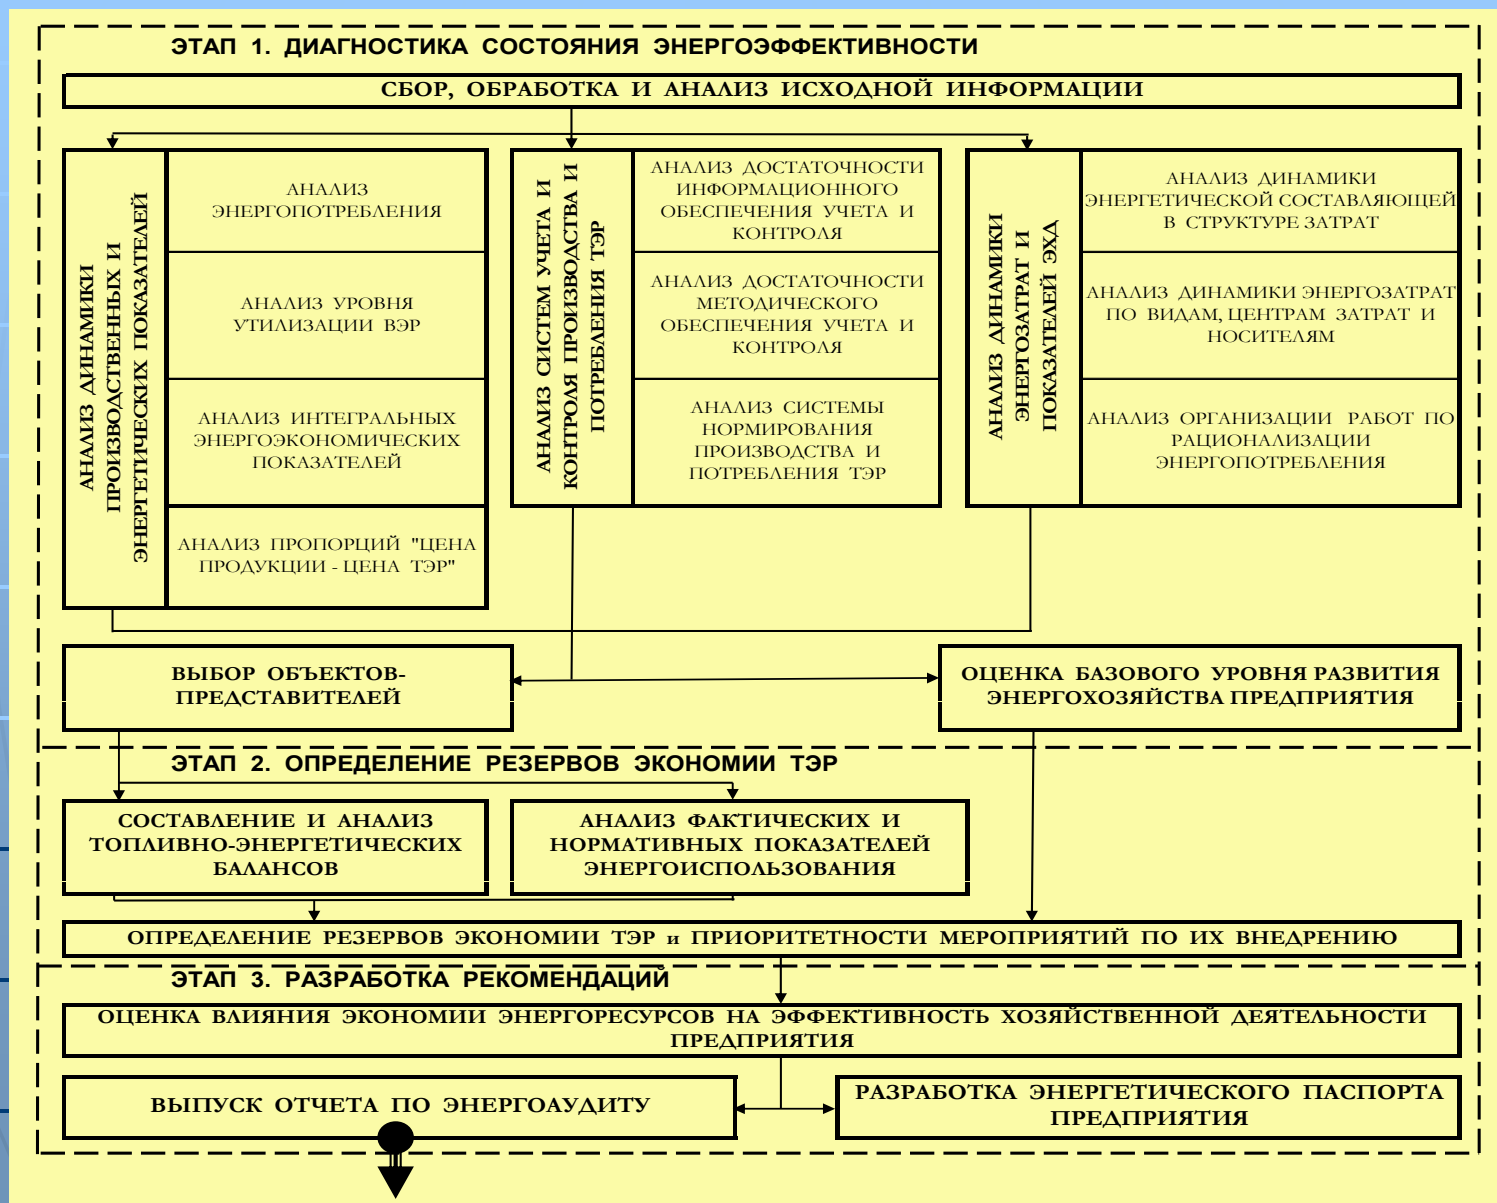 ЭТАП 1. ДИАГНОСТИКА СОСТОЯНИЯ ЭНЕРГОЭФФЕКТИВНОСТИ
СБОР, ОБРАБОТКА И АНАЛИЗ ИСХОДНОЙ ИНФОРМАЦИИ
АНАЛИЗ ДИНАМИКИ
ПРОИЗВОДСТВЕННЫХ И
ЭНЕРГЕТИЧЕСКИХ ПОКАЗАТЕЛЕЙ
АНАЛИЗ
ЭНЕРГОПОТРЕБЛЕНИЯ
АНАЛИЗ УРОВНЯ
УТИЛИЗАЦИИ ВЭР
АНАЛИЗ ИНТЕГРАЛЬНЫХ
ЭНЕРГОЭКОНОМИЧЕСКИХ
ПОКАЗАТЕЛЕЙ
АНАЛИЗ ПРОПОРЦИЙ "ЦЕНА
ПРОДУКЦИИ - ЦЕНА ТЭР"
АНАЛИЗ СИСТЕМ УЧЕТА И
КОНТРОЛЯ ПРОИЗВОДСТВА И
ПОТРЕБЛЕНИЯ ТЭР
АНАЛИЗ ДОСТАТОЧНОСТИ
ИНФОРМАЦИОННОГО
ОБЕСПЕЧЕНИЯ УЧЕТА И
КОНТРОЛЯ
АНАЛИЗ ДОСТАТОЧНОСТИ
МЕТОДИЧЕСКОГО
ОБЕСПЕЧЕНИЯ УЧЕТА И
КОНТРОЛЯ
АНАЛИЗ СИСТЕМЫ
НОРМИРОВАНИЯ
ПРОИЗВОДСТВА И
ПОТРЕБЛЕНИЯ ТЭР
АНАЛИЗ ДИНАМИКИ
ЭНЕРГОЗАТРАТ И
ПОКАЗАТЕЛЕЙ ЭХД
АНАЛИЗ ДИНАМИКИ
ЭНЕРГЕТИЧЕСКОЙ СОСТАВЛЯЮЩЕЙ
В СТРУКТУРЕ ЗАТРАТ
АНАЛИЗ ДИНАМИКИ ЭНЕРГОЗАТРАТ
ПО ВИДАМ, ЦЕНТРАМ ЗАТРАТ И
НОСИТЕЛЯМ
АНАЛИЗ ОРГАНИЗАЦИИ РАБОТ ПО
РАЦИОНАЛИЗАЦИИ
ЭНЕРГОПОТРЕБЛЕНИЯ
ВЫБОР ОБЪЕКТОВ-
ПРЕДСТАВИТЕЛЕЙ
ОЦЕНКА БАЗОВОГО УРОВНЯ РАЗВИТИЯ
ЭНЕРГОХОЗЯЙСТВА ПРЕДПРИЯТИЯ
ЭТАП 2. ОПРЕДЕЛЕНИЕ РЕЗЕРВОВ ЭКОНОМИИ ТЭР
СОСТАВЛЕНИЕ И АНАЛИЗ
ТОПЛИВНО-ЭНЕРГЕТИЧЕСКИХ
БАЛАНСОВ
АНАЛИЗ ФАКТИЧЕСКИХ И
НОРМАТИВНЫХ ПОКАЗАТЕЛЕЙ
ЭНЕРГОИСПОЛЬЗОВАНИЯ
ОПРЕДЕЛЕНИЕ РЕЗЕРВОВ ЭКОНОМИИ ТЭР и ПРИОРИТЕТНОСТИ МЕРОПРИЯТИЙ ПО ИХ ВНЕДРЕНИЮ
ЭТАП 3. РАЗРАБОТКА РЕКОМЕНДАЦИЙ
ОЦЕНКА ВЛИЯНИЯ ЭКОНОМИИ ЭНЕРГОРЕСУРСОВ НА ЭФФЕКТИВНОСТЬ ХОЗЯЙСТВЕННОЙ ДЕЯТЕЛЬНОСТИ
ПРЕДПРИЯТИЯ
ВЫПУСК ОТЧЕТА ПО ЭНЕРГОАУДИТУ
РАЗРАБОТКА ЭНЕРГЕТИЧЕСКОГО ПАСПОРТА
ПРЕДПРИЯТИЯ